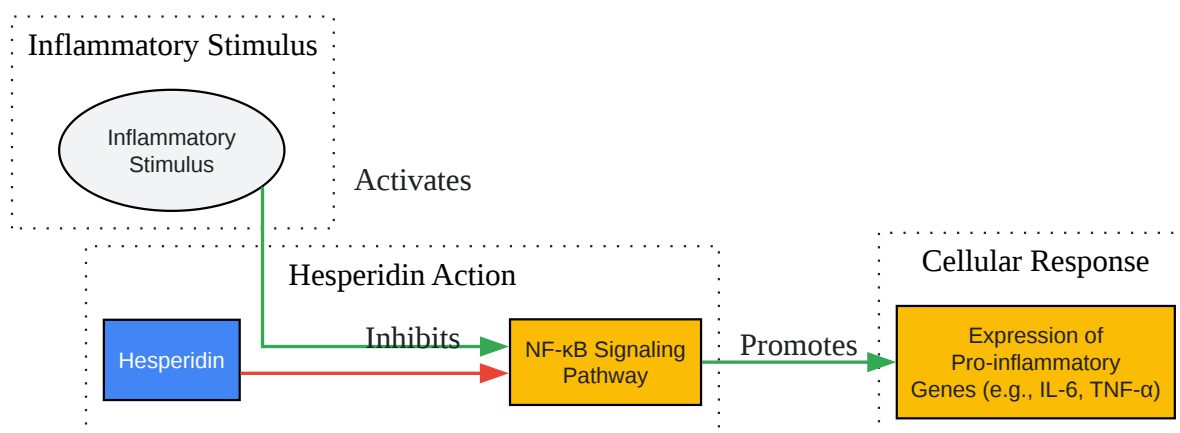 Inflammatory Stimulus
Inflammatory
Stimulus
Activates
Hesperidin Action
Hesperidin
Inhibits
NF-κB Signaling
Pathway
Promotes
Cellular Response
Expression of
Pro-inflammatory
Genes (e.g., IL-6, TNF-α)